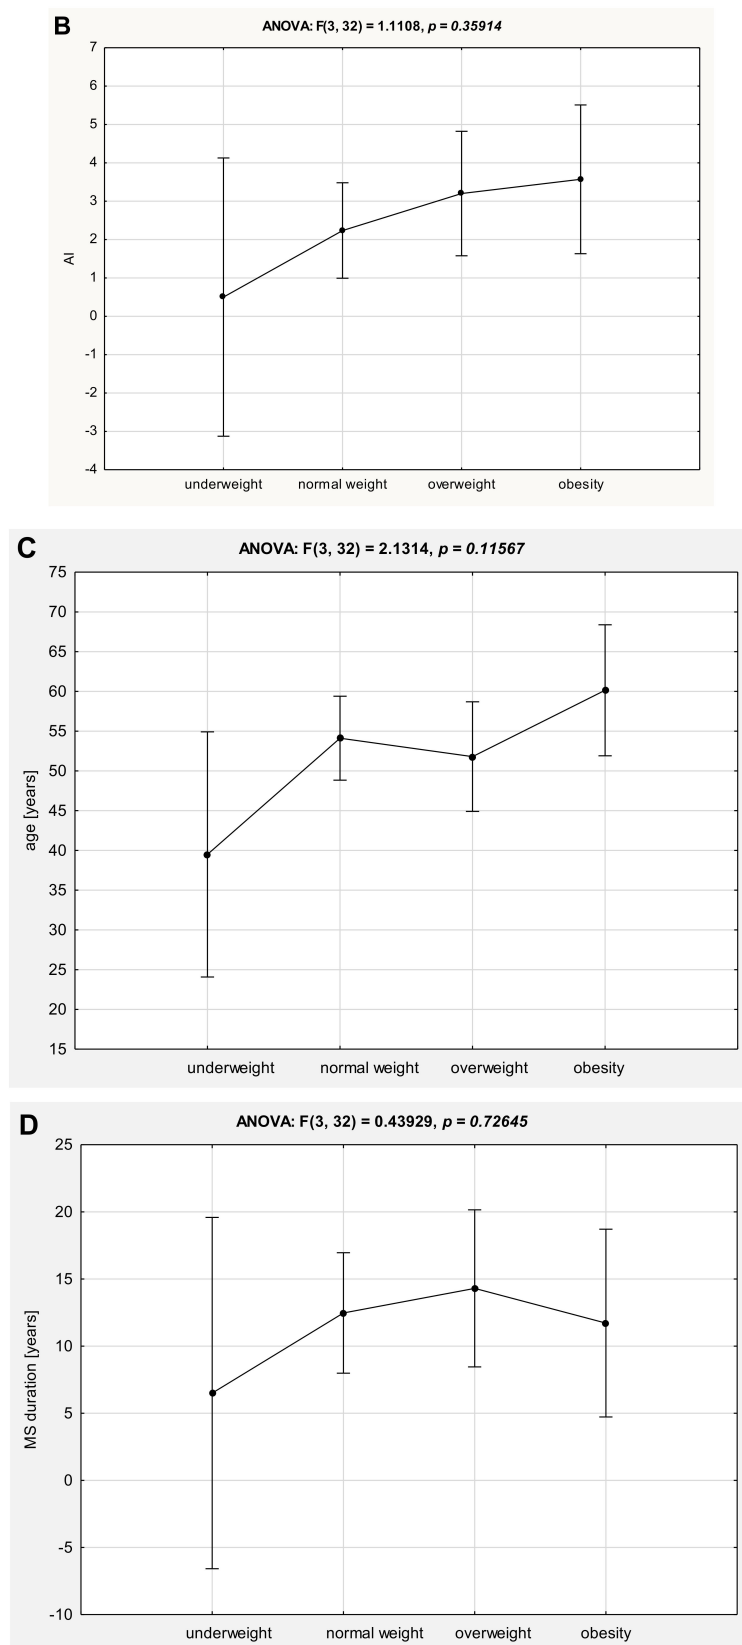 B
ANOVA: F(3, 32) = 1.1108, p = 0.35914
7
6
5
4
3
2
1
0
-1
-2
-3
-4
AI
underweight normal weight overweight obesity
C
ANOVA: F(3, 32) = 2.1314, p = 0.11567
75
70
65
60
55
50
45
40
35
30
25
20
15
age [years]
underweight normal weight overweight obesity
D
ANOVA: F(3, 32) = 0.43929, p = 0.72645
25
20
15
10
5
0
-5
-10
MS duration [years]
underweight normal weight overweight obesity